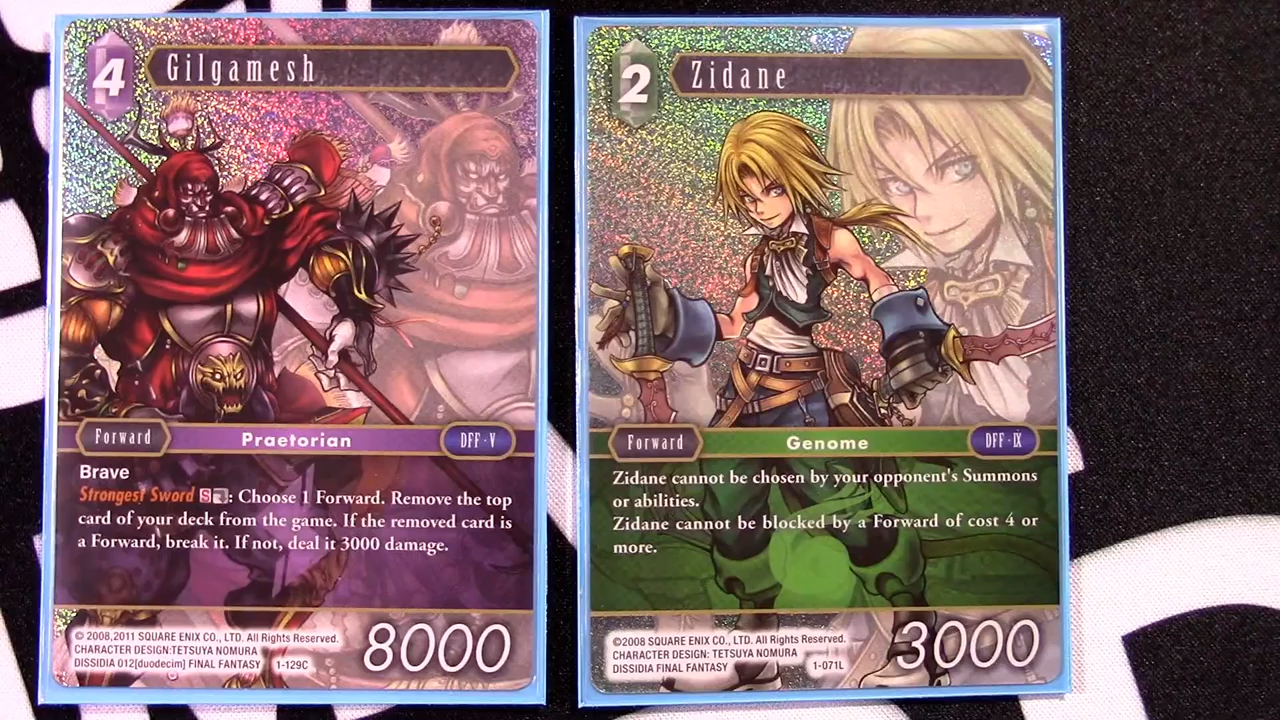 4
Gilgamesh
Forward
Praetorian
DFF·V
Brave
Strongest Sword S: Choose 1 Forward. Remove the top
card of your deck from the game. If the removed card is
a Forward, break it. If not, deal it 3000 damage.
© 2008,2011 SQUARE ENIX CO., LTD. All Rights Reserved.
CHARACTER DESIGN:TETSUYA NOMURA
DISSIDIA 012[duodecim] FINAL FANTASY
1-129C
8000
2
Zidane
Forward
Genome
DFF·IX
Zidane cannot be chosen by your opponent's Summons
or abilities.
Zidane cannot be blocked by a Forward of cost 4 or
more.
©2008 SQUARE ENIX CO., LTD. All Rights Reserved.
CHARACTER DESIGN: TETSUYA NOMURA
DISSIDIA FINAL FANTASY
1-071L
3000